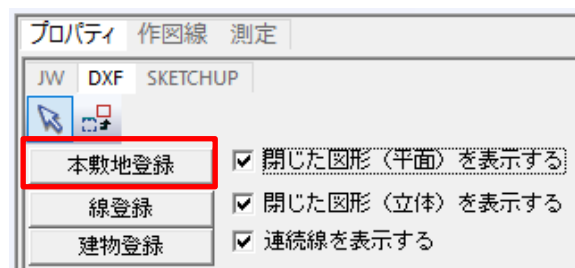 プロパティ 作図線 測定
JW DXF SKETCHUP
本敷地登録 閉じた図形（平面）を表示する
線登録 閉じた図形（立体）を表示する
建物登録 連続線を表示する